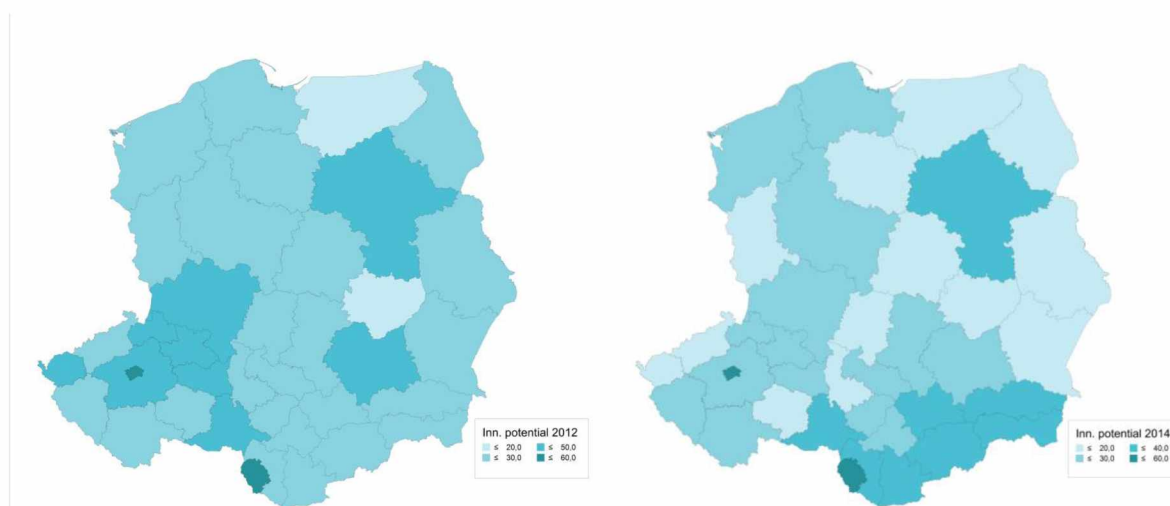 Inn. potential 2012
≤ 20,0 ≤ 50,0
≤ 30,0 ≤ 60,0
Inn. potential 2014
≤ 20,0 ≤ 40,0
≤ 30,0 ≤ 60,0